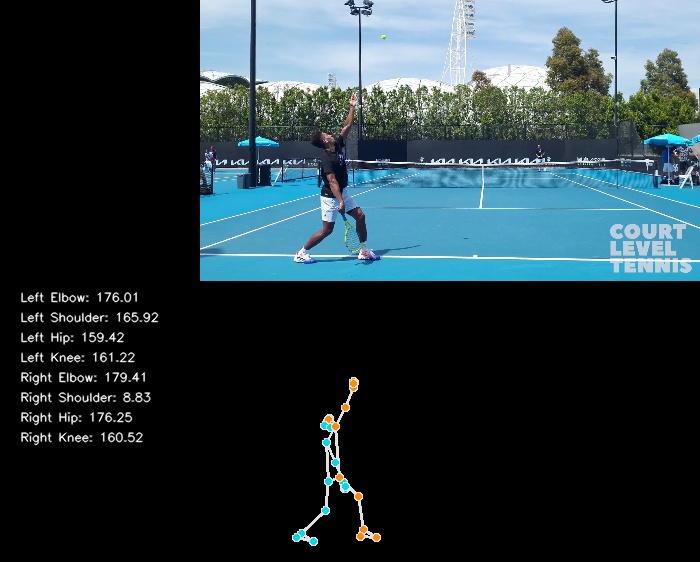 COURT
LEVEL
TENNIS
Left Elbow: 176.01
Left Shoulder: 165.92
Left Hip: 159.42
Left Knee: 161.22
Right Elbow: 179.41
Right Shoulder: 8.83
Right Hip: 176.25
Right Knee: 160.52